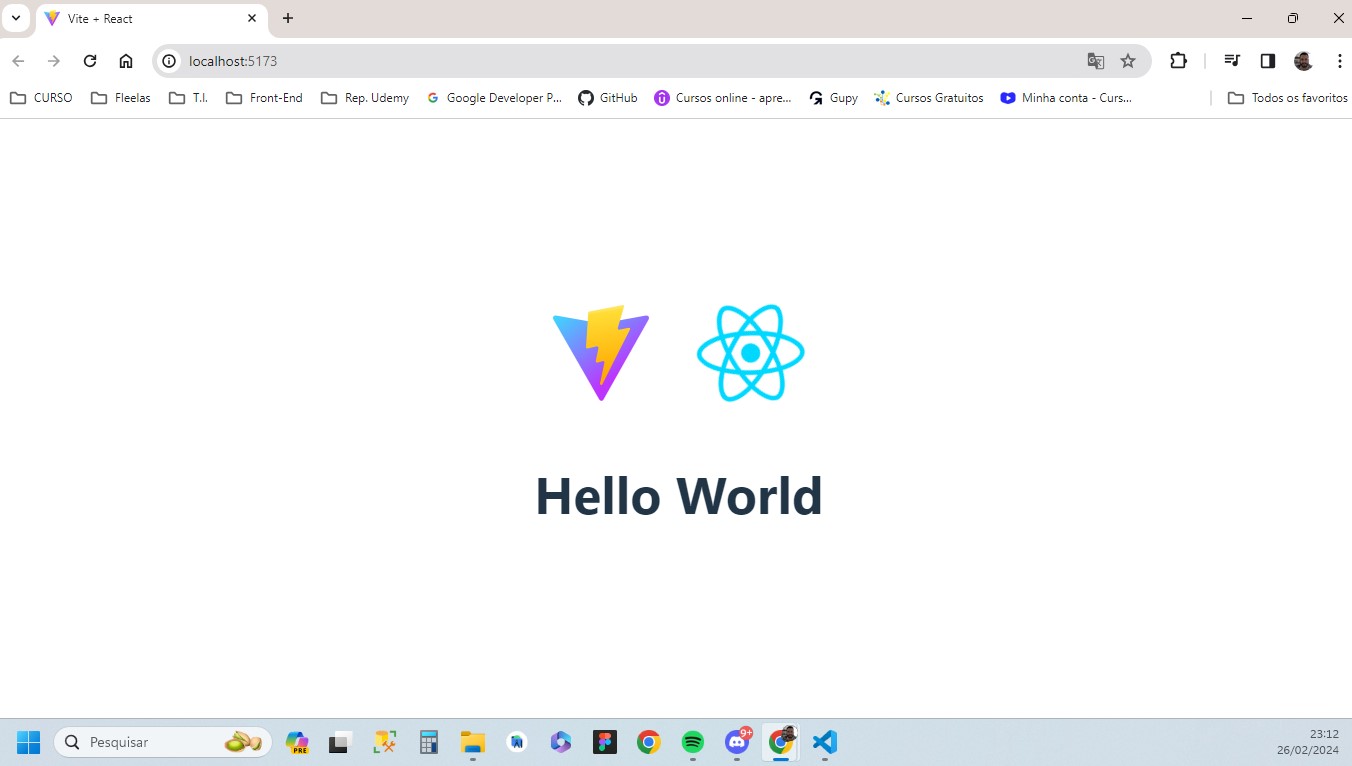 Vite + React
localhost:5173
CURSO Fleelas T.I. Front-End Rep. Udemy Google Developer P... GitHub Cursos online - apre... Gupy Cursos Gratuitos Minha conta - Curs... Todos os favoritos
Hello World
Pesquisar
PRE
9+
23:12
26/02/2024